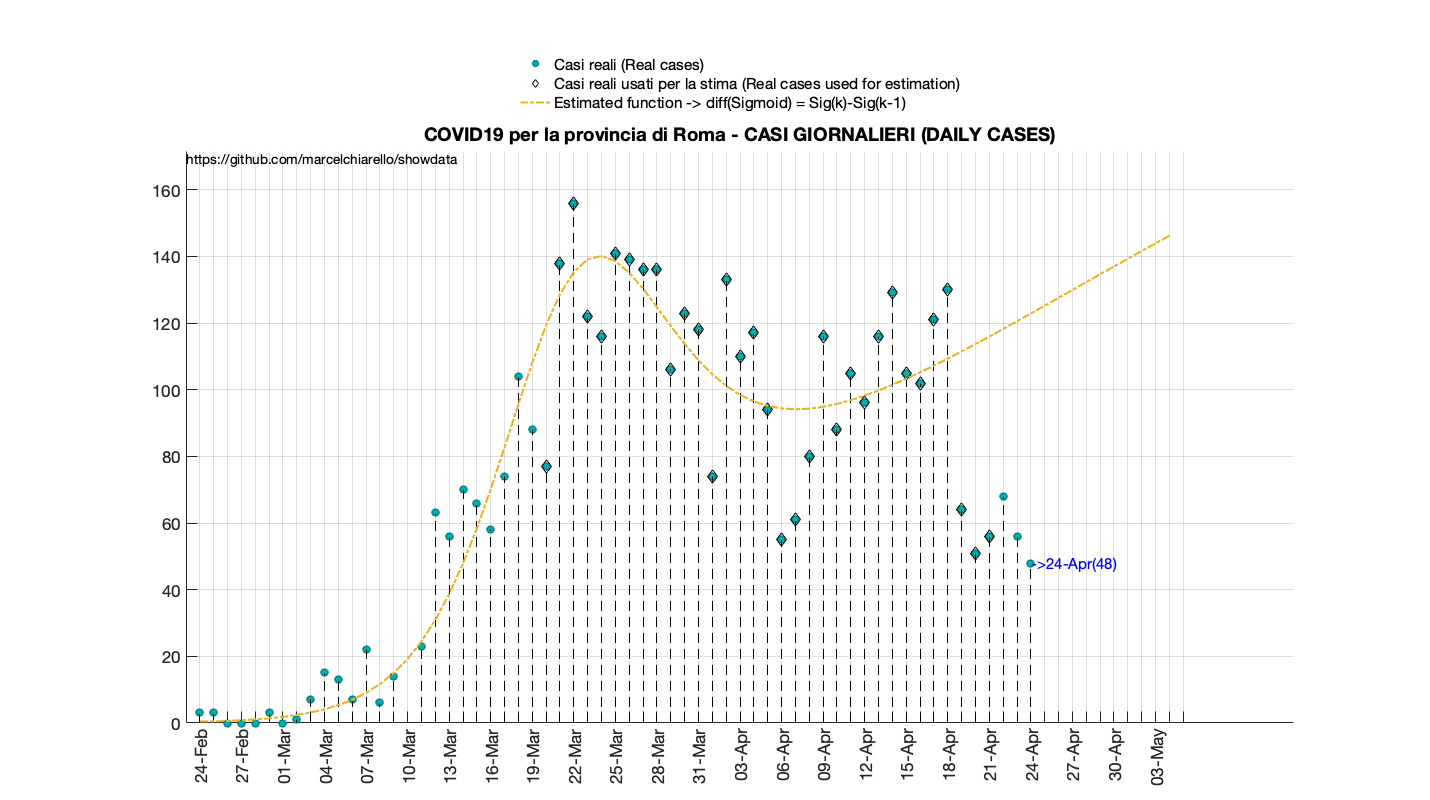 Casi reali (Real cases)
Casi reali usati per la stima (Real cases used for estimation)
Estimated function -> diff(Sigmoid) = Sig(k)-Sig(k-1)
COVID19 per la provincia di Roma - CASI GIORNALIERI (DAILY CASES)
https://github.com/marcelchiarello/showdata
160
140
120
100
80
60
40
20
0
->24-Apr(48)
24-Feb
27-Feb
01-Mar
04-Mar
07-Mar
10-Mar
13-Mar
16-Mar
19-Mar
22-Mar
25-Mar
28-Mar
31-Mar
03-Apr
06-Apr
09-Apr
12-Apr
15-Apr
18-Apr
21-Apr
24-Apr
27-Apr
30-Apr
03-May